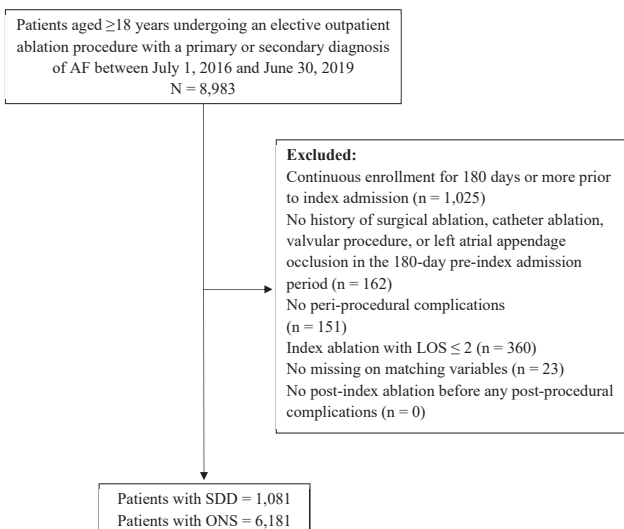 Patients aged ≥18 years undergoing an elective outpatient
ablation procedure with a primary or secondary diagnosis
of AF between July 1, 2016 and June 30, 2019
N = 8,983
Excluded:
Continuous enrollment for 180 days or more prior
to index admission (n = 1,025)
No history of surgical ablation, catheter ablation,
valvular procedure, or left atrial appendage
occlusion in the 180-day pre-index admission
period (n = 162)
No peri-procedural complications
(n = 151)
Index ablation with LOS ≤ 2 (n = 360)
No missing on matching variables (n = 23)
No post-index ablation before any post-procedural
complications (n = 0)
Patients with SDD = 1,081
Patients with ONS = 6,181